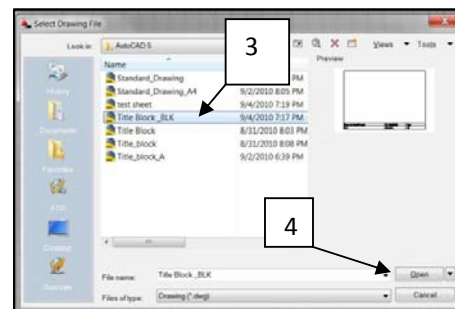 Select Drawing File
Look in: AutoCAD 5
Views Tools
Name
Preview
Standard_Drawing PM
Standard_Drawing_A4 9/2/2010 8:05 PM
test sheet 9/4/2010 7:19 PM
Title Block _BLK 9/4/2010 7:17 PM
Title Block 8/31/2010 8:03 PM
Title_block 8/31/2010 8:08 PM
Title_block_A 9/2/2010 6:39 PM
3
4
History
Documents
Favorites
FTP
Desktop
File name: Title Block _BLK Open
Files of type: Drawing (*.dwg) Cancel